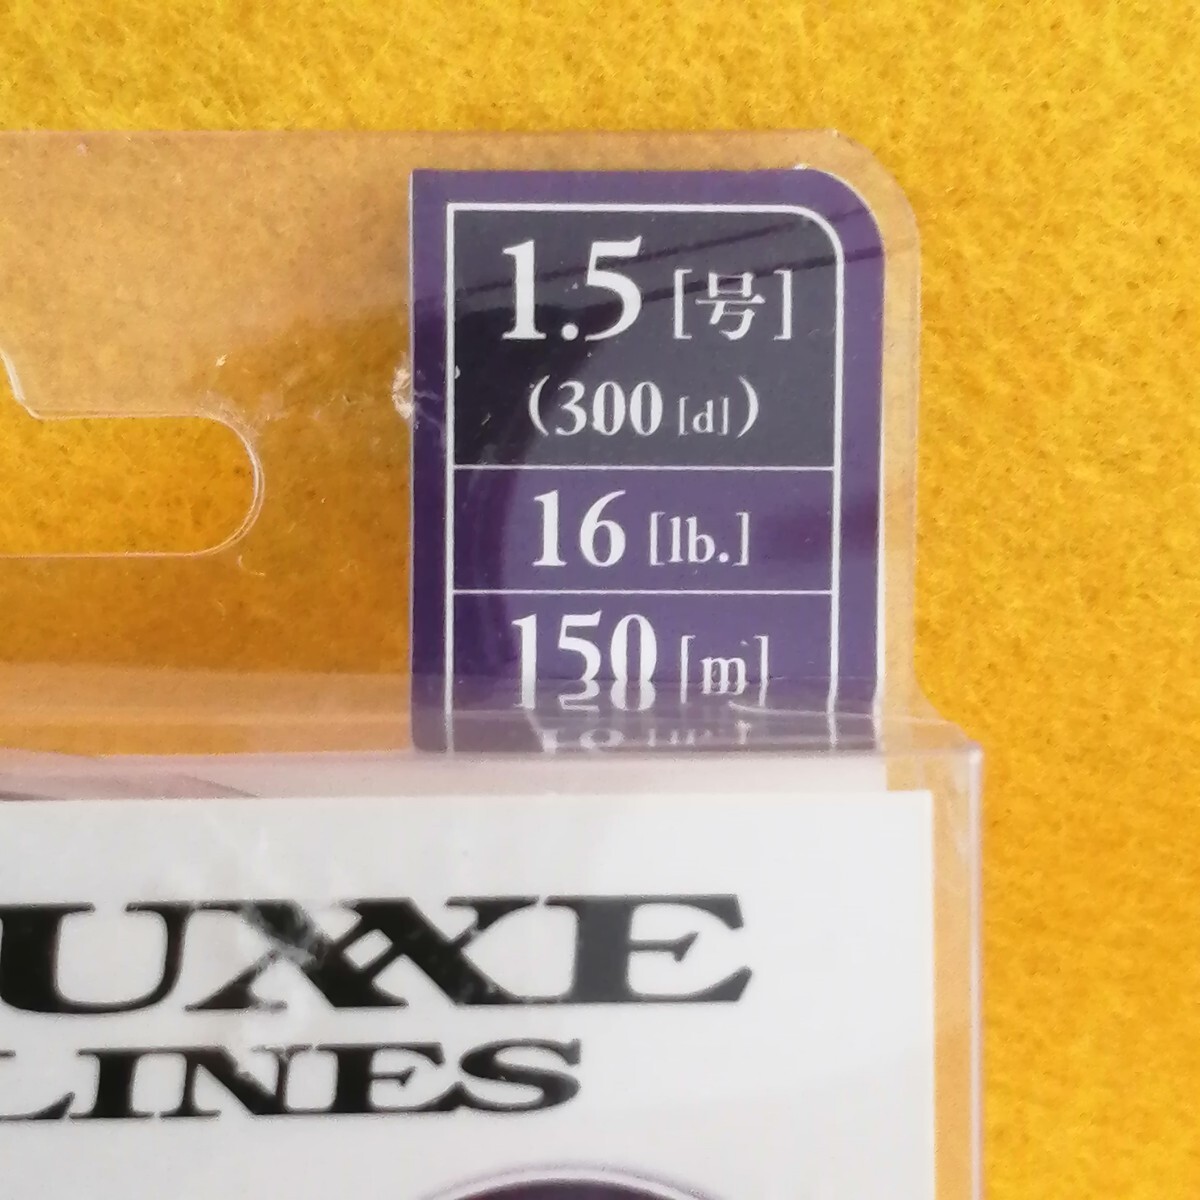 1.5 [号]
(300 [d])
16 [lb.]
150 [m]
UXXE
LINES